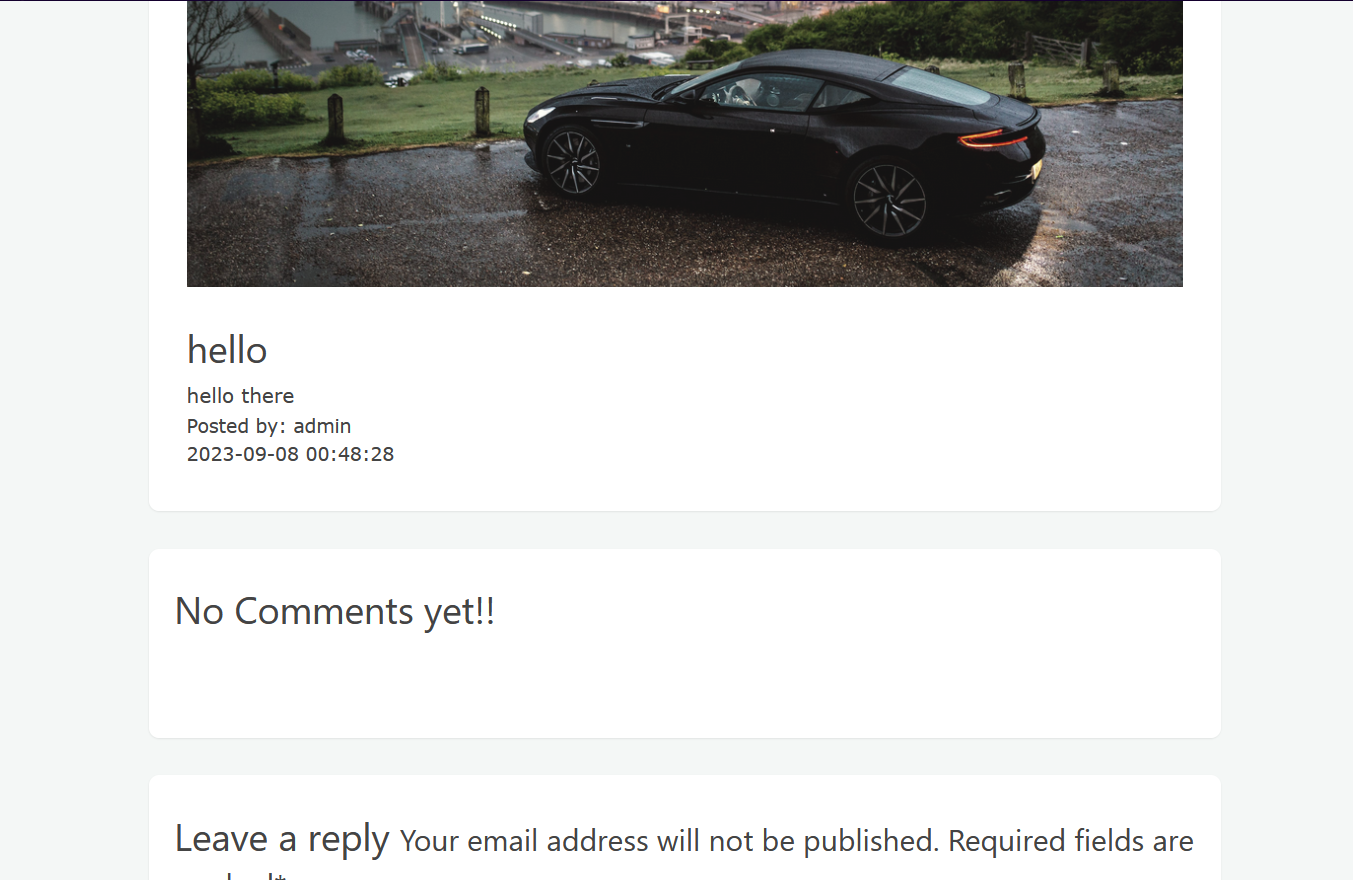 hello
hello there
Posted by: admin
2023-09-08 00:48:28
No Comments yet!!
Leave a reply Your email address will not be published. Required fields are